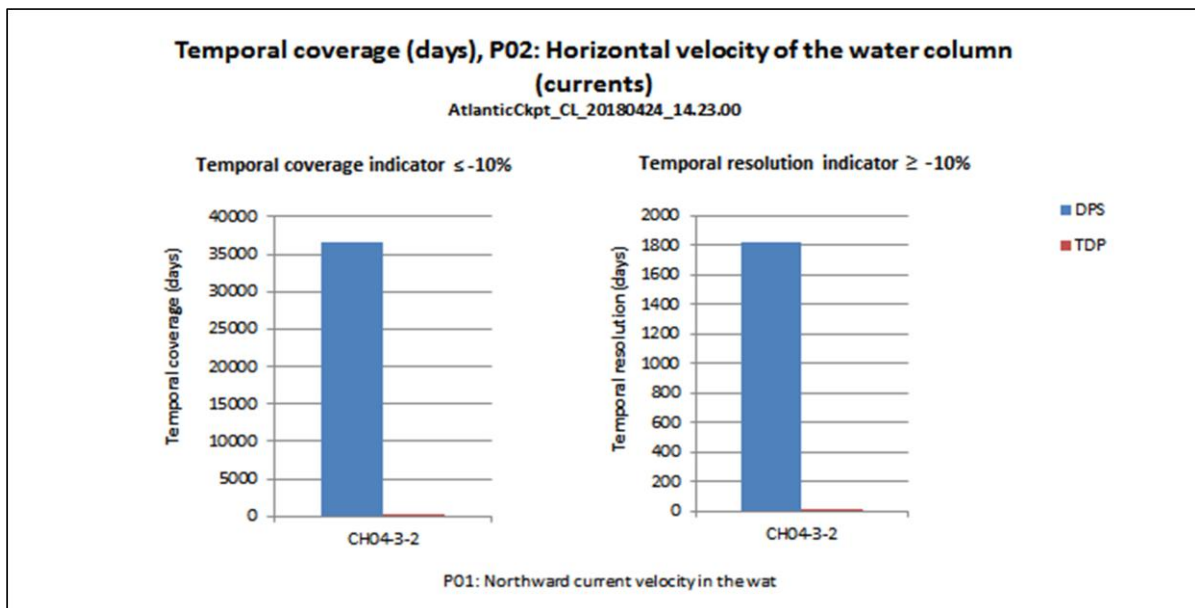 Temporal coverage (days), P02: Horizontal velocity of the water column
(currents)
AtlanticCkpt_CL_20180424_14.23.00
Temporal coverage indicator ≤ -10%
Temporal coverage (days)
40000
35000
30000
25000
20000
15000
10000
5000
0
CH04-3-2
Temporal resolution indicator ≥ -10%
Temporal resolution (days)
2000
1800
1600
1400
1200
1000
800
600
400
200
0
CH04-3-2
DPS
TDP
P01: Northward current velocity in the wat